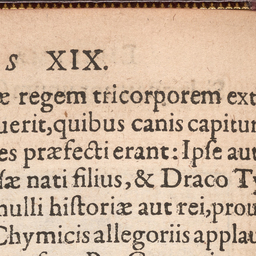 s XIX.
æ regem tricorporem ext
uerit, quibus canis capitu
es præfecti erant: Ipſe aut
ſæ nati filius, & Draco Ty
nulli hiſtoriæ aut rei, prou
Chymicis allegoriis applau